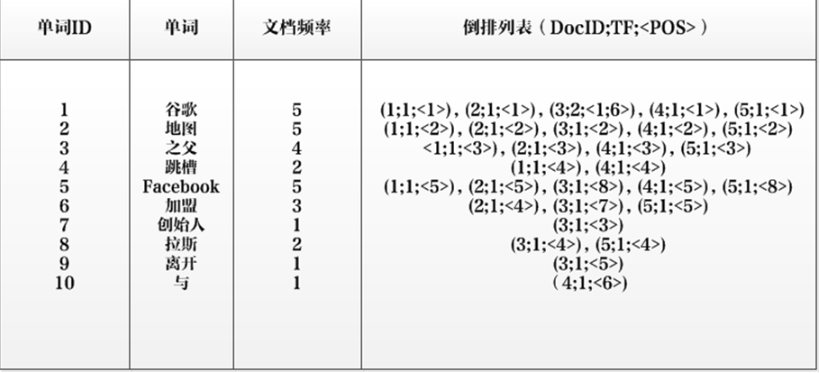 单词ID 单词 文档频率 倒排列表（DocID;TF;<POS>）
1 谷歌 5 (1;1;<1>), (2;1;<1>), (3;2;<1;6>), (4;1;<1>), (5;1;<1>)
2 地图 5 (1;1;<2>), (2;1;<2>), (3;1;<2>), (4;1;<2>), (5;1;<2>)
3 之父 4 <1;1;<3>), (2;1;<3>), (4;1;<3>), (5;1;<3>)
4 跳槽 2 (1;1;<4>), (4;1;<4>)
5 Facebook 5 (1;1;<5>), (2;1;<5>), (3;1;<8>), (4;1;<5>), (5;1;<8>)
6 加盟 3 (2;1;<4>), (3;1;<7>), (5;1;<5>)
7 创始人 1 (3;1;<3>)
8 拉斯 2 (3;1;<4>), (5;1;<4>)
9 离开 1 (3;1;<5>)
10 与 1 （4;1;<6>)